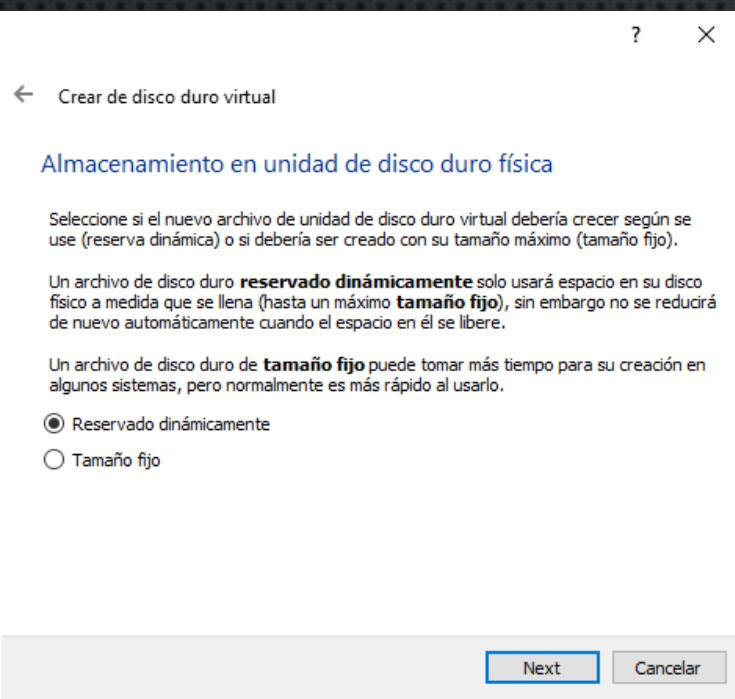 ?
Crear de disco duro virtual
Almacenamiento en unidad de disco duro física
Seleccione si el nuevo archivo de unidad de disco duro virtual debería crecer según se
use (reserva dinámica) o si debería ser creado con su tamaño máximo (tamaño fijo).
Un archivo de disco duro reservado dinámicamente solo usará espacio en su disco
físico a medida que se llena (hasta un máximo tamaño fijo), sin embargo no se reducirá
de nuevo automáticamente cuando el espacio en él se libere.
Un archivo de disco duro de tamaño fijo puede tomar más tiempo para su creación en
algunos sistemas, pero normalmente es más rápido al usarlo.
Reservado dinámicamente
Tamaño fijo
Next Cancelar